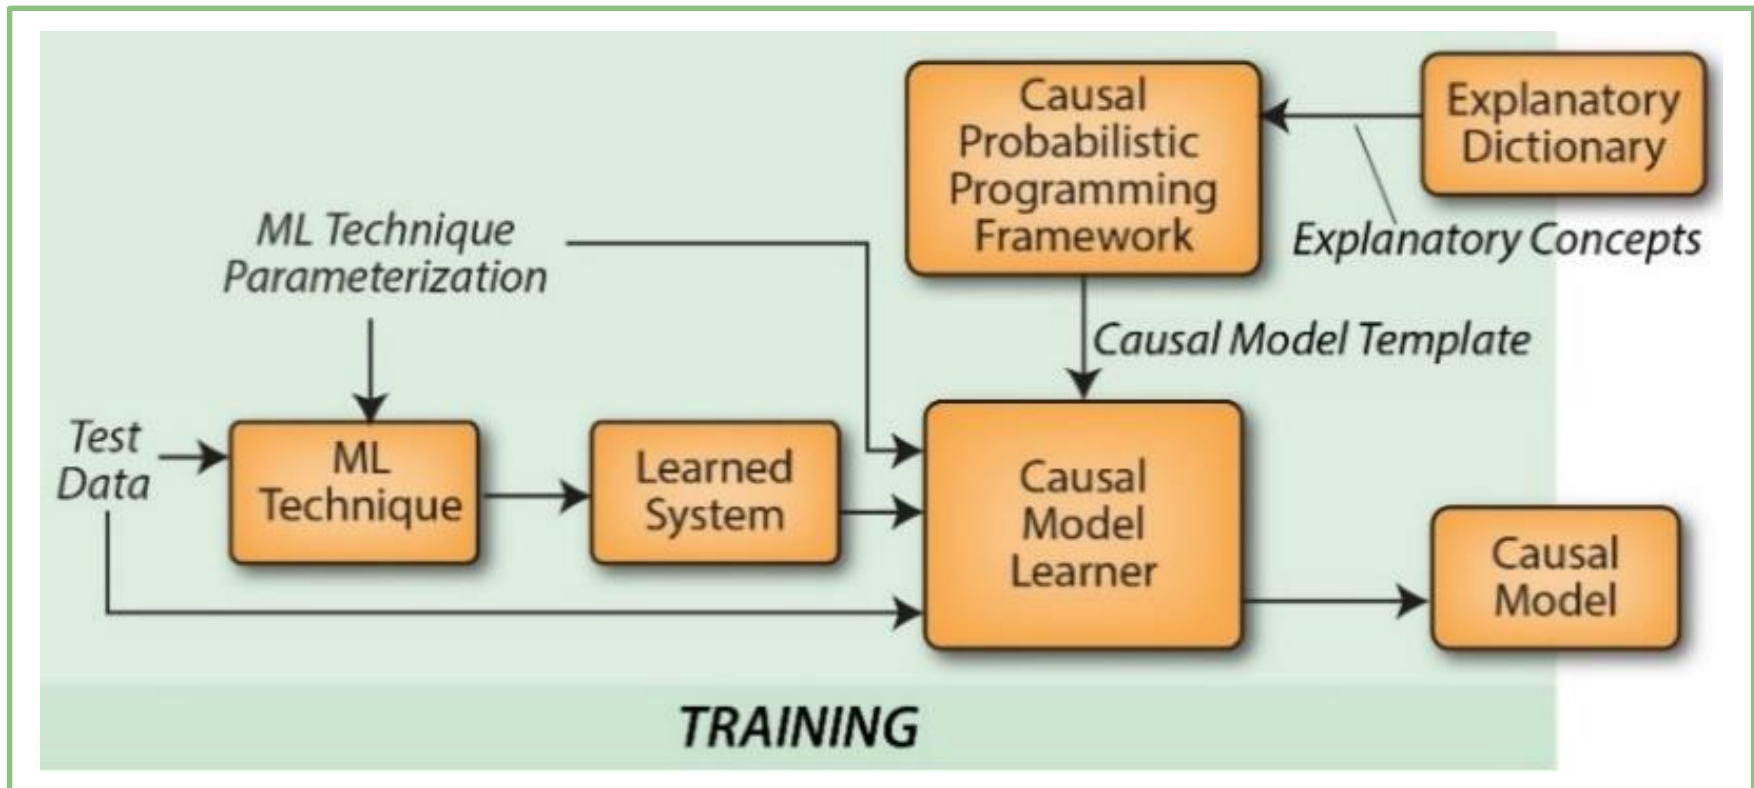 Causal
Probabilistic
Programming
Framework
Explanatory
Dictionary
Explanatory Concepts
ML Technique
Parameterization
Causal Model Template
Test
Data
ML
Technique
Learned
System
Causal
Model
Learner
Causal
Model
TRAINING